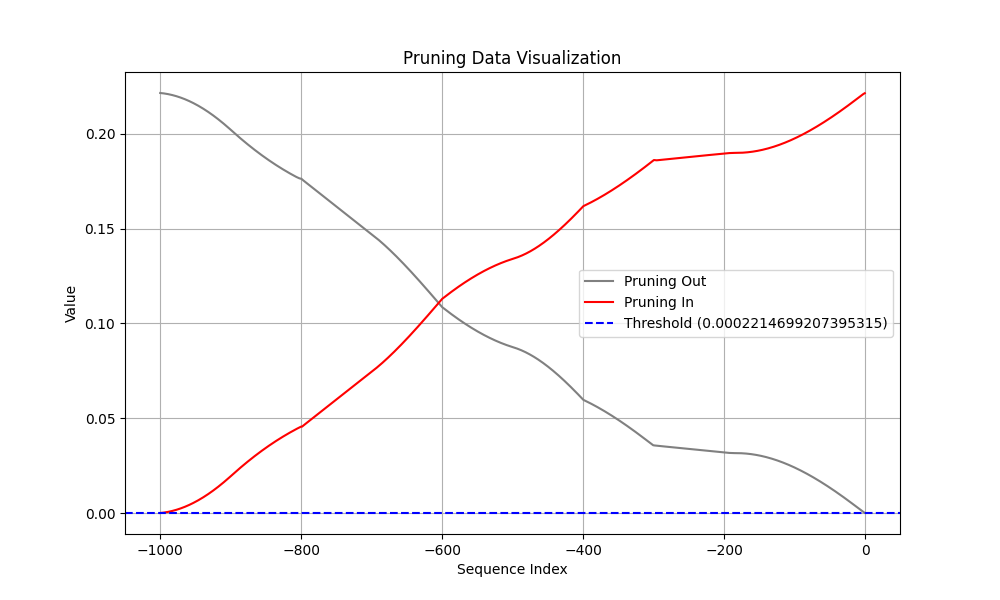 Pruning Data Visualization
Value
0.20
0.15
0.10
0.05
0.00
Pruning Out
Pruning In
Threshold (0.0002214699207395315)
−1000 −800 −600 −400 −200 0
Sequence Index